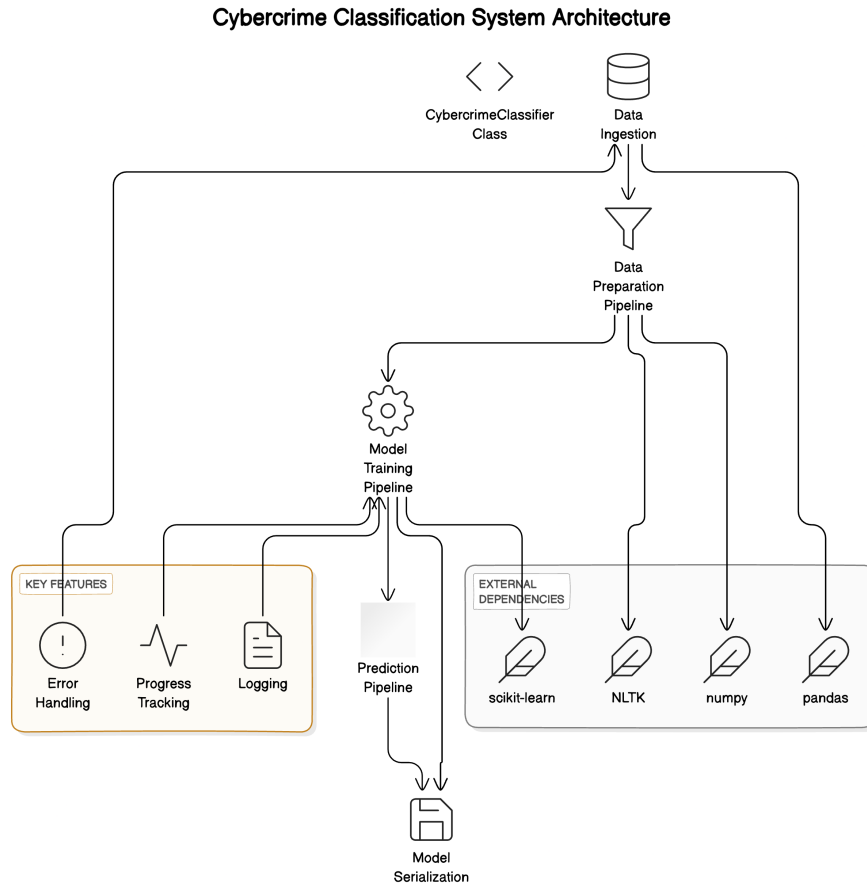 Cybercrime Classification System Architecture
CybercrimeClassifier
Class
Data
Ingestion
Data
Preparation
Pipeline
Model
Training
Pipeline
KEY FEATURES
Error
Handling
Progress
Tracking
Logging
Prediction
Pipeline
EXTERNAL
DEPENDENCIES
scikit-learn
NLTK
numpy
pandas
Model
Serialization